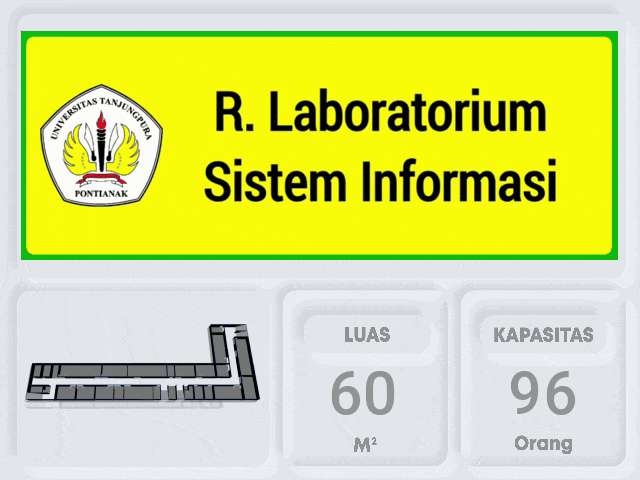 R. Laboratorium
Sistem Informasi
UNIVERSITAS TANJUNGPURA
PONTIANAK
LUAS
60
M²
KAPASITAS
96
Orang